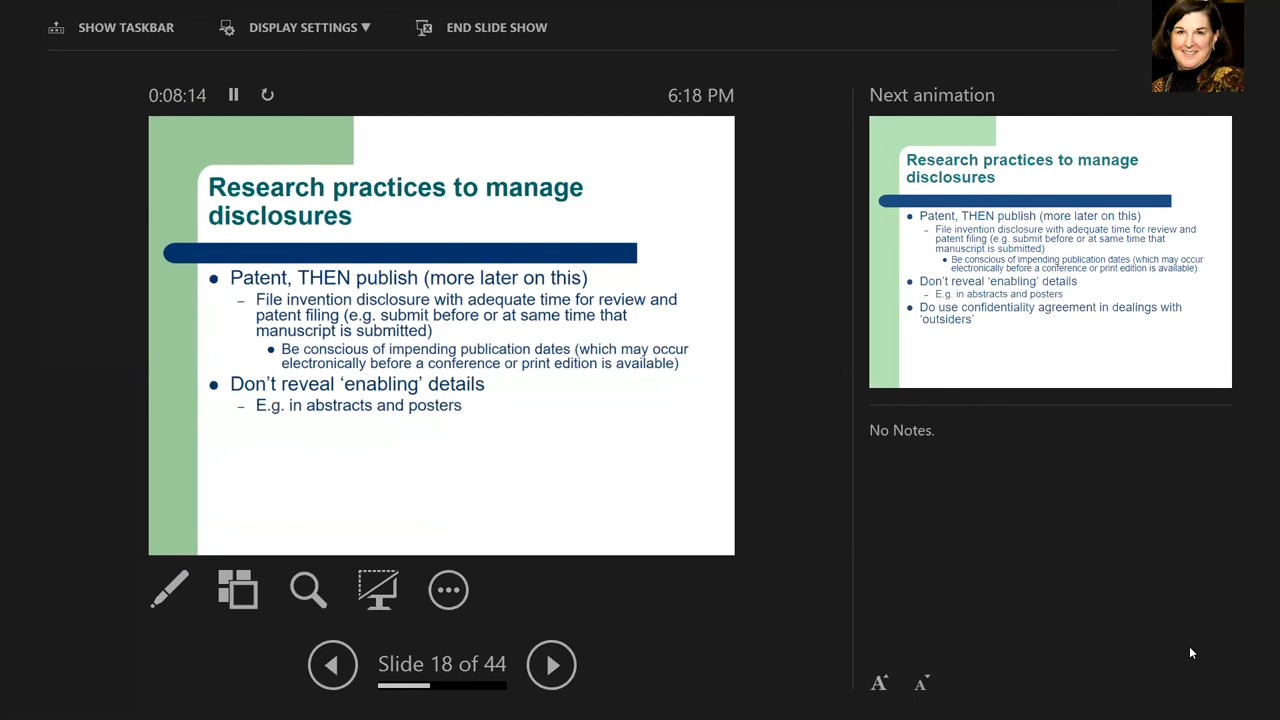 SHOW TASKBAR
DISPLAY SETTINGS ▼
END SLIDE SHOW
0:08:14
6:18 PM
Research practices to manage
disclosures
● Patent, THEN publish (more later on this)
– File invention disclosure with adequate time for review and
patent filing (e.g. submit before or at same time that
manuscript is submitted)
● Be conscious of impending publication dates (which may occur
electronically before a conference or print edition is available)
● Don’t reveal ‘enabling’ details
– E.g. in abstracts and posters
Slide 18 of 44
Next animation
Research practices to manage
disclosures
● Patent, THEN publish (more later on this)
– File invention disclosure with adequate time for review and
patent filing (e.g. submit before or at same time that
manuscript is submitted)
● Be conscious of impending publication dates (which may occur
electronically before a conference or print edition is available)
● Don’t reveal ‘enabling’ details
– E.g. in abstracts and posters
● Do use confidentiality agreement in dealings with
‘outsiders’
No Notes.
A A